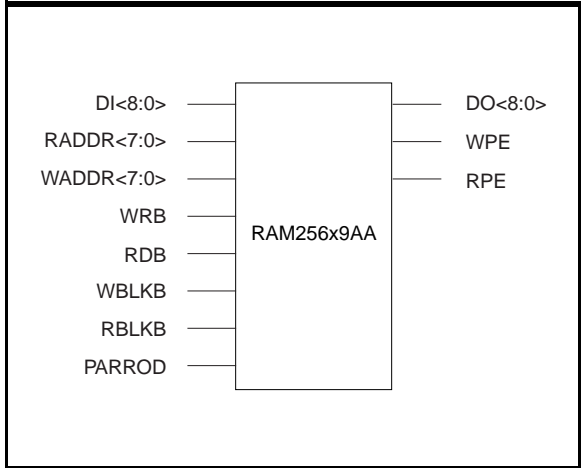 DI<8:0>
RADDR<7:0>
WADDR<7:0>
WRB
RDB
WBLKB
RBLKB
PARROD
RAM256x9AA
DO<8:0>
WPE
RPE